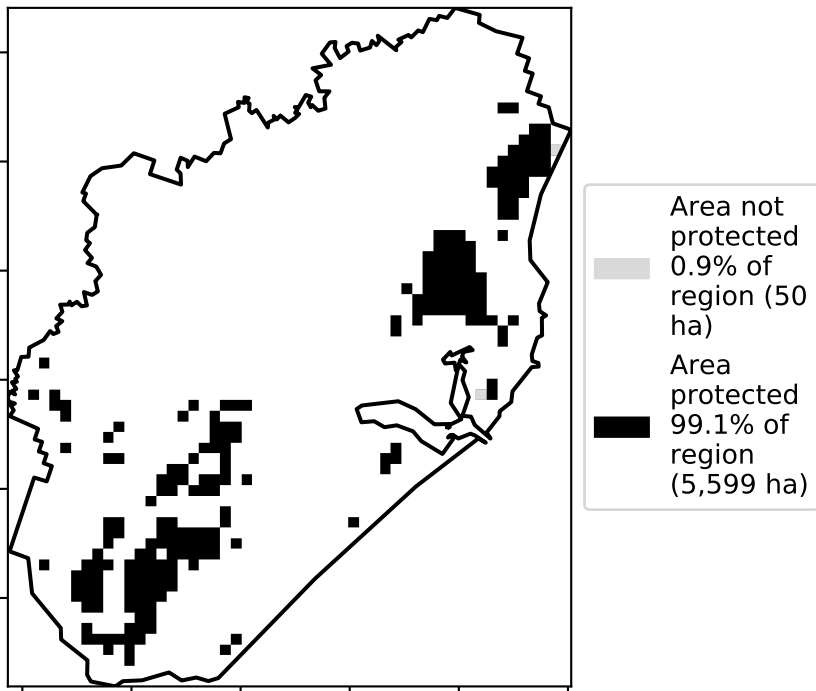 Area not
protected
0.9% of
region (50
ha)
Area
protected
99.1% of
region
(5,599 ha)